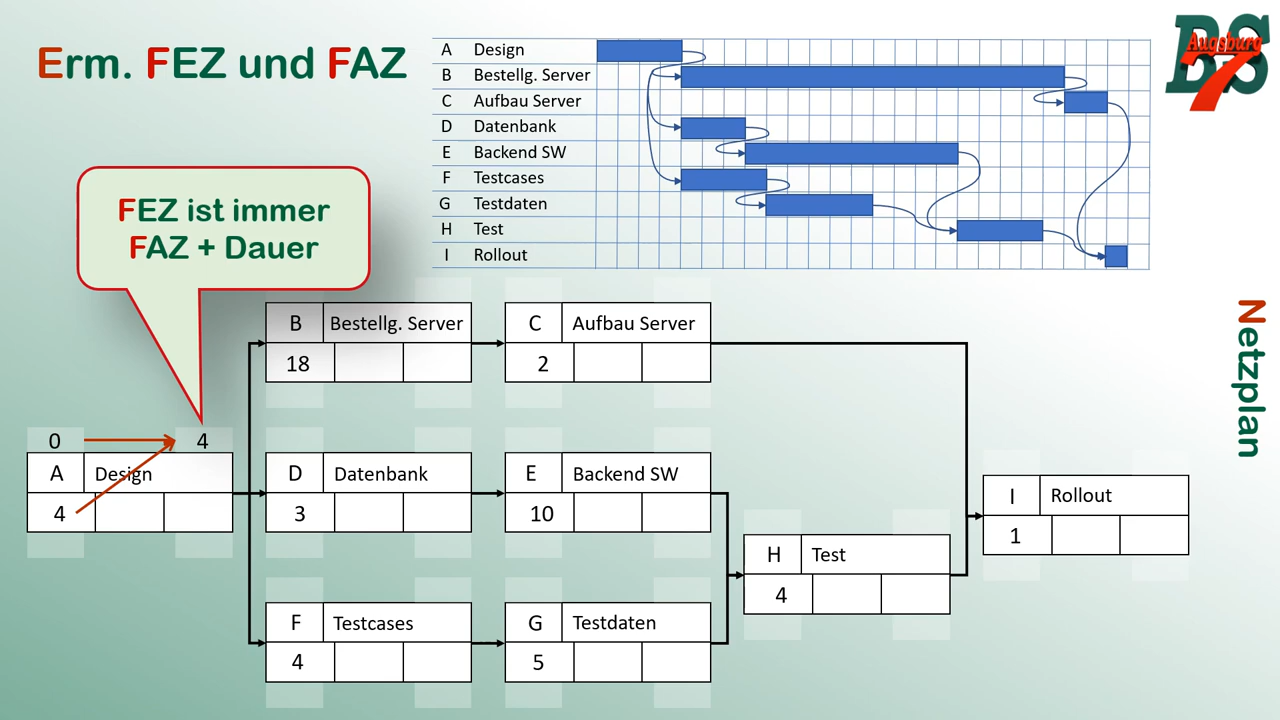 Erm. FEZ und FAZ
A Design
B Bestellg. Server
C Aufbau Server
D Datenbank
E Backend SW
F Testcases
G Testdaten
H Test
I Rollout
BS
Augsburg
7
FEZ ist immer
FAZ + Dauer
Netzplan
B Bestellg. Server
18
C Aufbau Server
2
0 4
A Design
4
D Datenbank
3
E Backend SW
10
I Rollout
1
H Test
4
F Testcases
4
G Testdaten
5